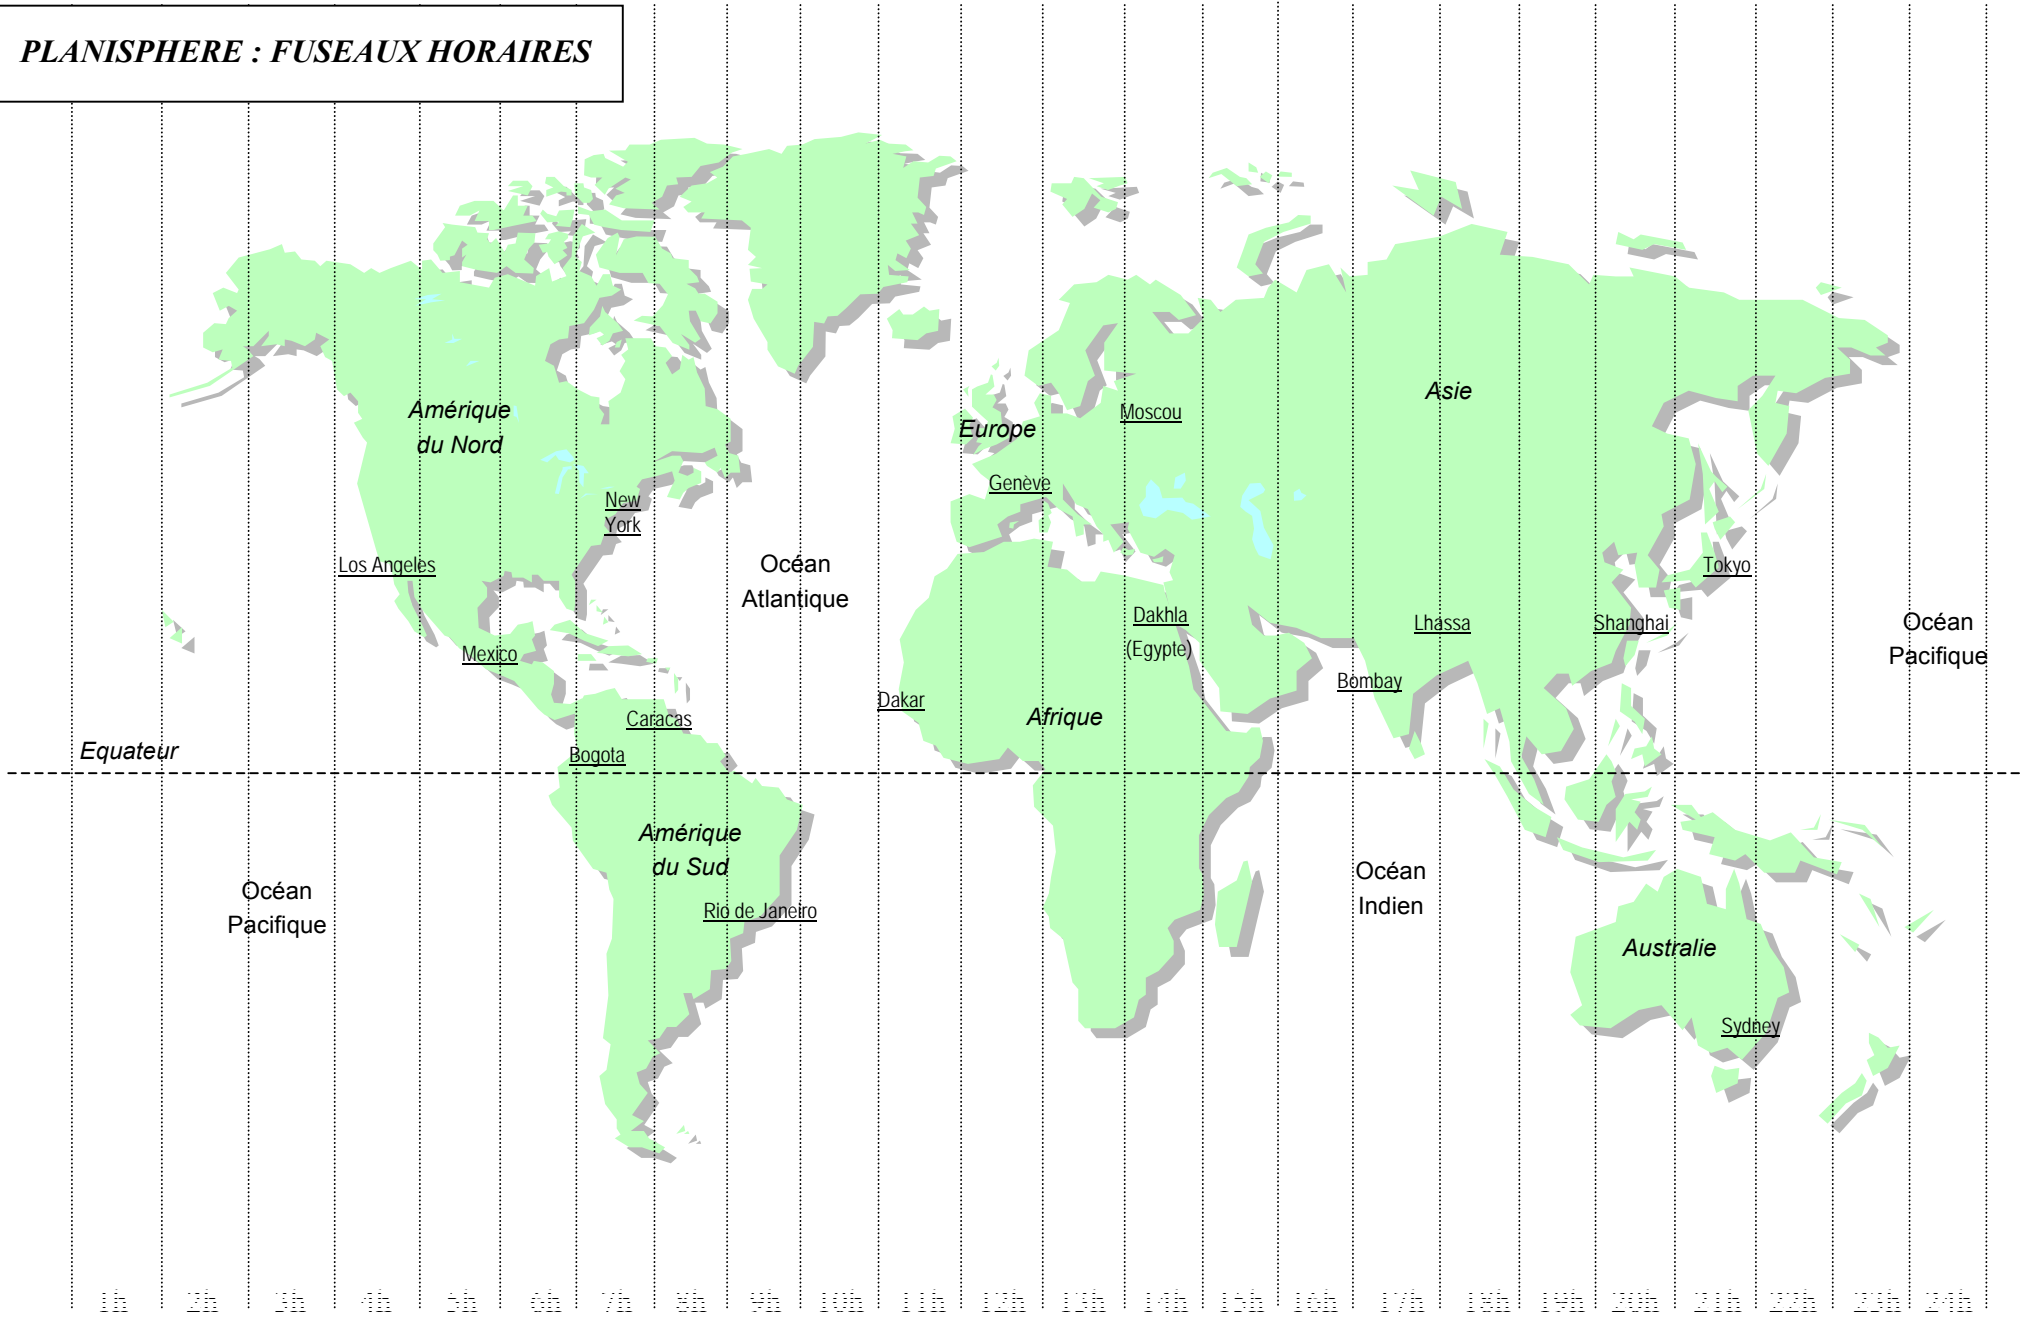 PLANISPHERE : FUSEAUX HORAIRES
Amérique
du Nord
Europe
Asie
Moscou
Genève
New
York
Los Angeles
Océan
Atlantique
Tokyo
Dakhla
(Egypte)
Lhassa
Shanghai
Océan
Pacifique
Mexico
Bombay
Dakar
Caracas
Afrique
Equateur
Bogota
Amérique
du Sud
Océan
Pacifique
Rio de Janeiro
Océan
Indien
Australie
Sydney
1h 2h 3h 4h 5h 6h 7h 8h 9h 10h 11h 12h 13h 14h 15h 16h 17h 18h 19h 20h 21h 22h 23h 24h